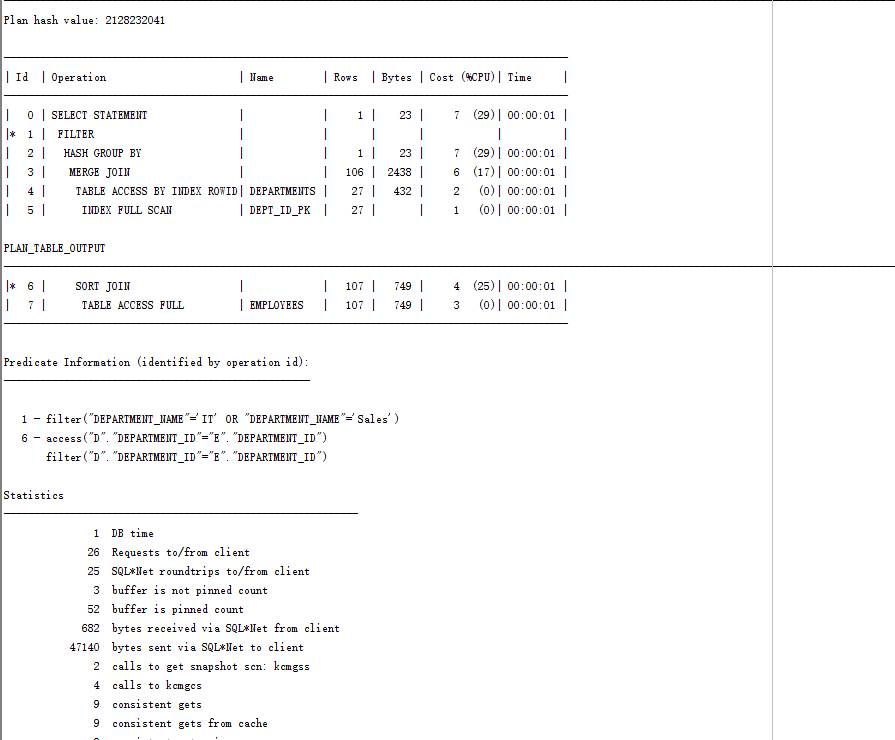 Plan hash value: 2128232041
| Id | Operation | Name | Rows | Bytes | Cost (%CPU)| Time |
| 0 | SELECT STATEMENT | | 1 | 23 | 7 (29)| 00:00:01 |
|* 1 | FILTER | | | | | |
| 2 | HASH GROUP BY | | 1 | 23 | 7 (29)| 00:00:01 |
| 3 | MERGE JOIN | | 106 | 2438 | 6 (17)| 00:00:01 |
| 4 | TABLE ACCESS BY INDEX ROWID| DEPARTMENTS | 27 | 432 | 2 (0)| 00:00:01 |
| 5 | INDEX FULL SCAN | DEPT_ID_PK | 27 | | 1 (0)| 00:00:01 |
PLAN_TABLE_OUTPUT
|* 6 | SORT JOIN | | 107 | 749 | 4 (25)| 00:00:01 |
| 7 | TABLE ACCESS FULL | EMPLOYEES | 107 | 749 | 3 (0)| 00:00:01 |
Predicate Information (identified by operation id):
1 - filter("DEPARTMENT_NAME"='IT' OR "DEPARTMENT_NAME"='Sales')
6 - access("D"."DEPARTMENT_ID"="E"."DEPARTMENT_ID")
filter("D"."DEPARTMENT_ID"="E"."DEPARTMENT_ID")
Statistics
1 DB time
26 Requests to/from client
25 SQL*Net roundtrips to/from client
3 buffer is not pinned count
52 buffer is pinned count
682 bytes received via SQL*Net from client
47140 bytes sent via SQL*Net to client
2 calls to get snapshot scn: kcmgss
4 calls to kcmgcs
9 consistent gets
9 consistent gets from cache